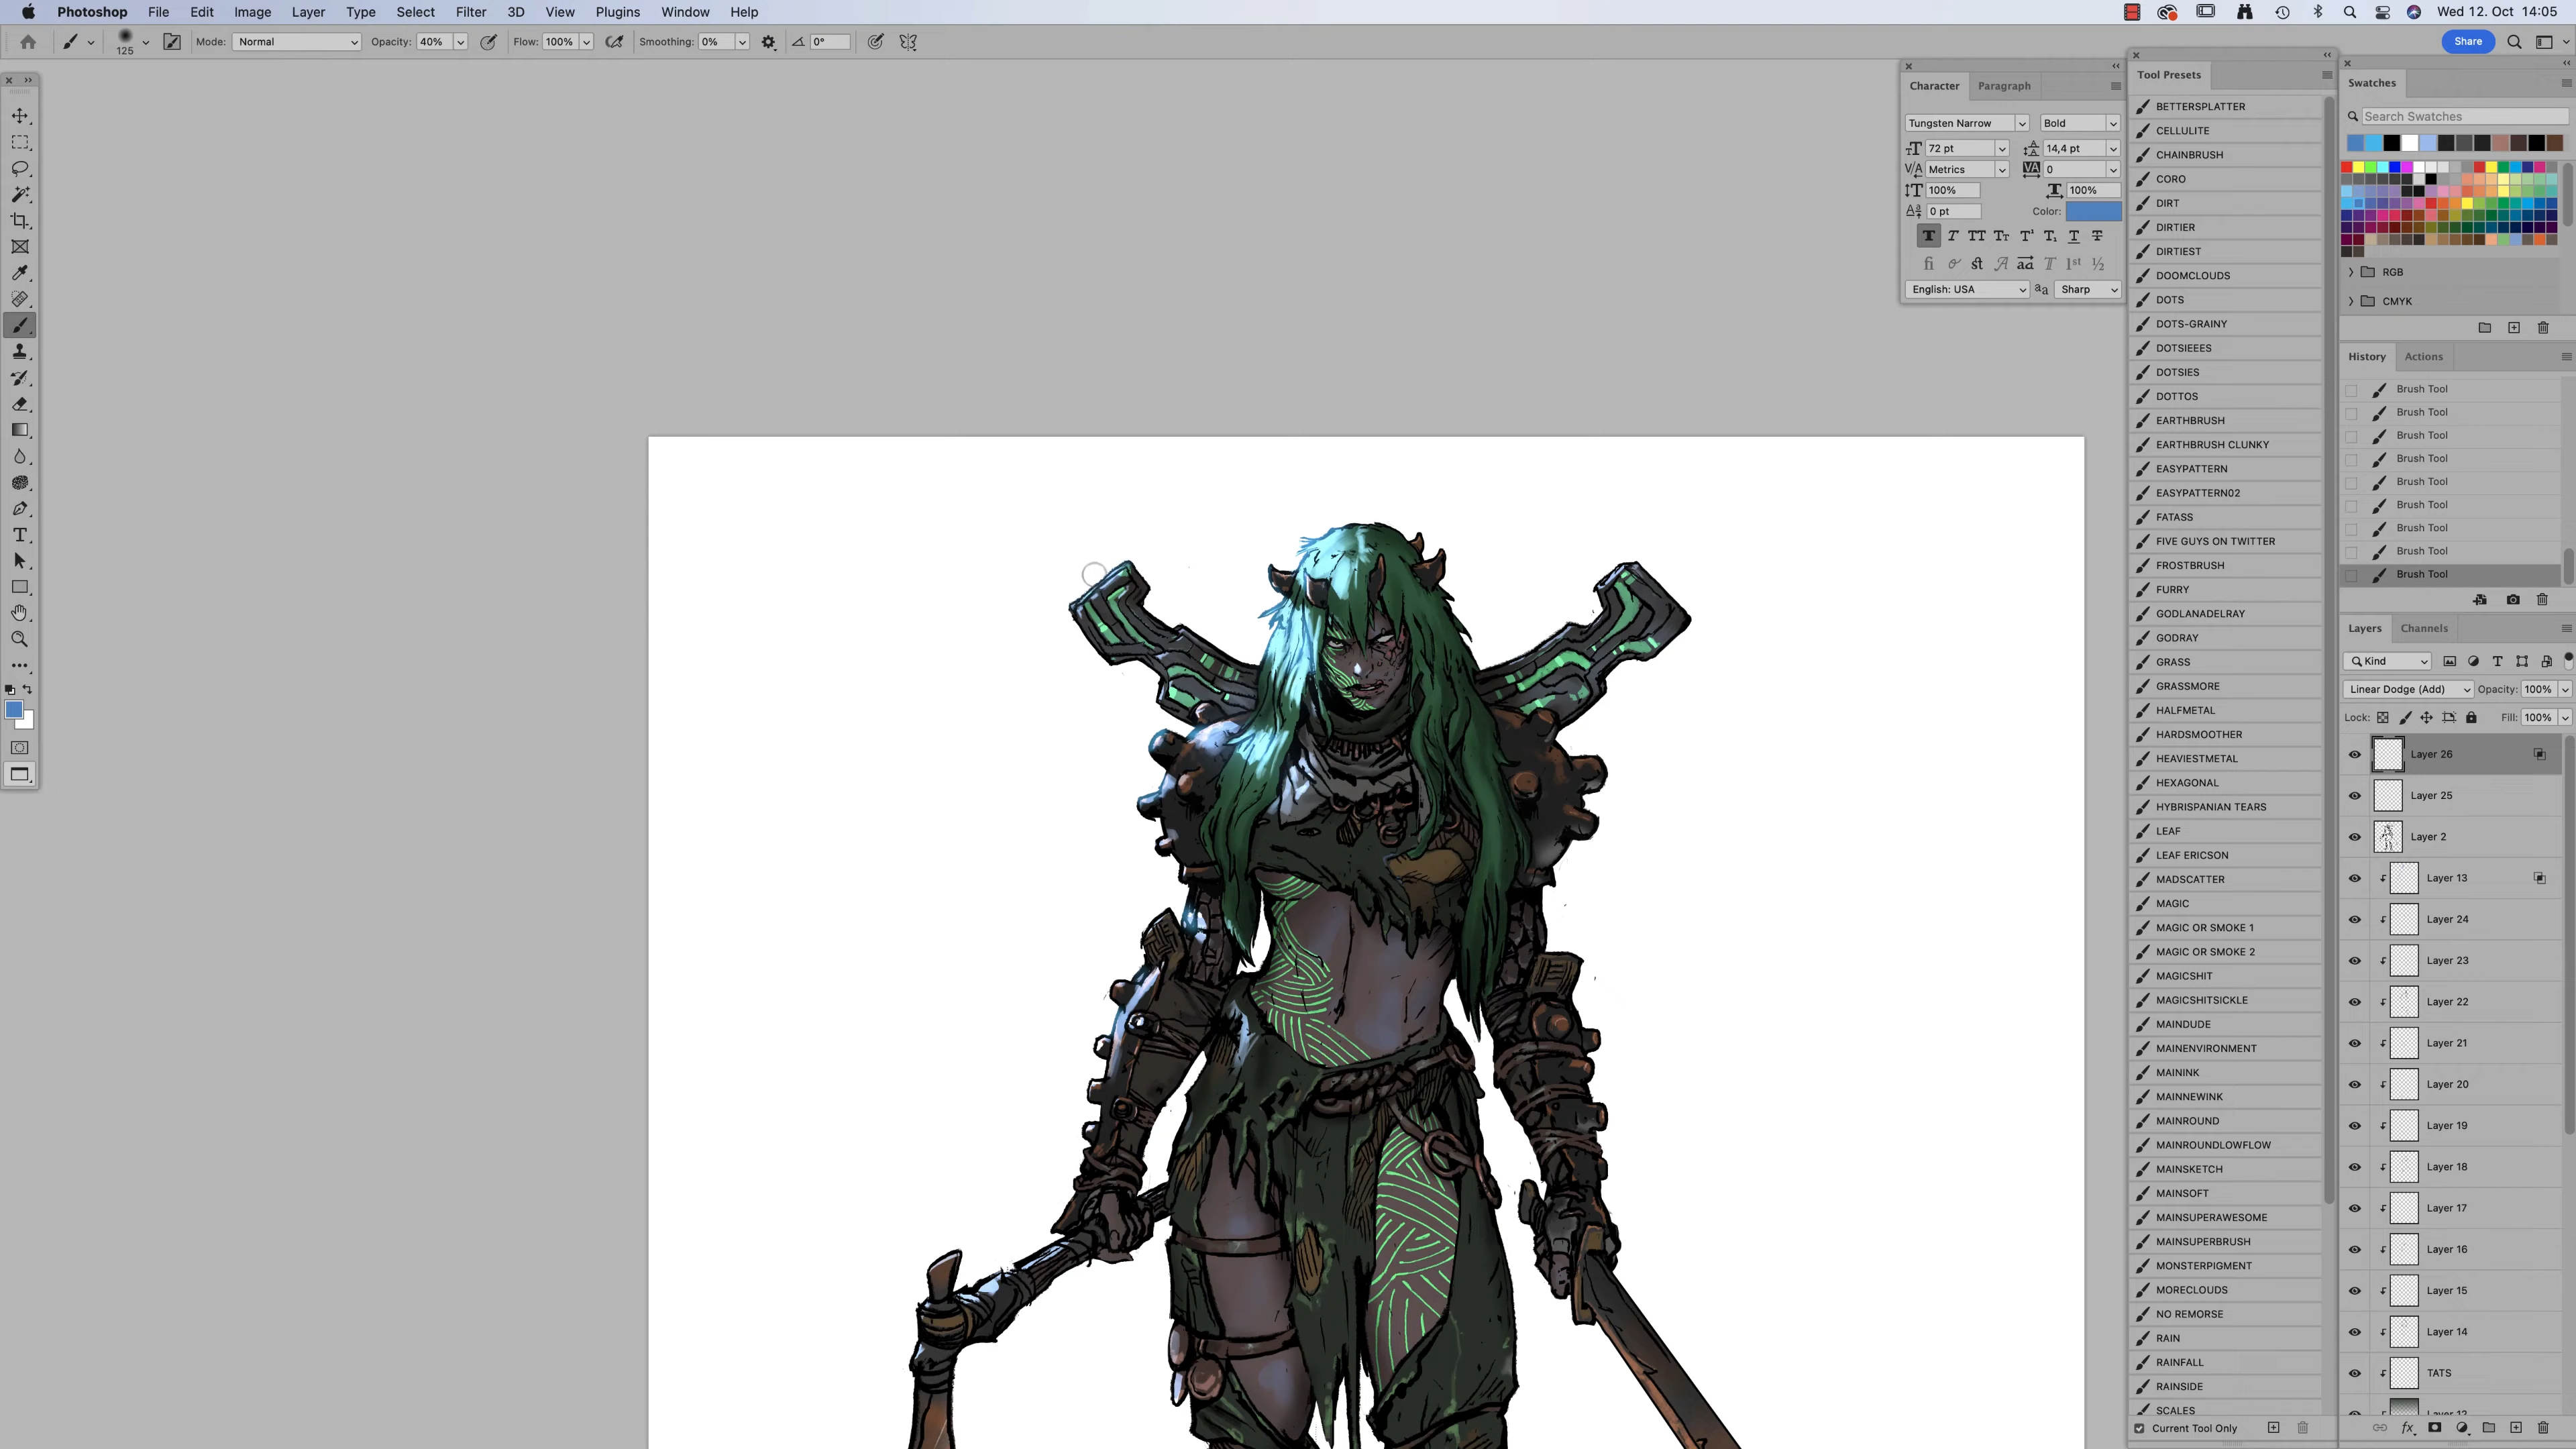 Photoshop File Edit Image Layer Type Select Filter 3D View Plugins Window Help Wed 12. Oct 14:05
125 Mode: Normal Opacity: 40% Flow: 100% Smoothing: 0% 0° Share
Character Paragraph
Tungsten Narrow Bold
72 pt 14,4 pt
Metrics 0
100% 100%
0 pt Color:
English: USA Sharp
Tool Presets
BETTERSPLATTER
CELLULITE
CHAINBRUSH
CORO
DIRT
DIRTIER
DIRTIEST
DOOMCLOUDS
DOTS
DOTS-GRAINY
DOTSIEEES
DOTSIES
DOTTOS
EARTHBRUSH
EARTHBRUSH CLUNKY
EASYPATTERN
EASYPATTERN02
FATASS
FIVE GUYS ON TWITTER
FROSTBRUSH
FURRY
GODLANADELRAY
GODRAY
GRASS
GRASSMORE
HALFMETAL
HARDSMOOTHER
HEAVIESTMETAL
HEXAGONAL
HYBRISPANIAN TEARS
LEAF
LEAF ERICSON
MADSCATTER
MAGIC
MAGIC OR SMOKE 1
MAGIC OR SMOKE 2
MAGICSHIT
MAGICSHITSICKLE
MAINDUDE
MAINENVIRONMENT
MAININK
MAINNEWINK
MAINROUND
MAINROUNDLOWFLOW
MAINSKETCH
MAINSOFT
MAINSUPERAWESOME
MAINSUPERBRUSH
MONSTERPIGMENT
MORECLOUDS
NO REMORSE
RAIN
RAINFALL
RAINSIDE
SCALES
Current Tool Only
Swatches
Search Swatches
RGB
CMYK
History Actions
Brush Tool
Brush Tool
Brush Tool
Brush Tool
Brush Tool
Brush Tool
Brush Tool
Brush Tool
Brush Tool
Layers Channels
Kind
Linear Dodge (Add) Opacity: 100%
Lock: Fill: 100%
Layer 26
Layer 25
Layer 2
Layer 13
Layer 24
Layer 23
Layer 22
Layer 21
Layer 20
Layer 19
Layer 18
Layer 17
Layer 16
Layer 15
Layer 14
TATS
Layer 12